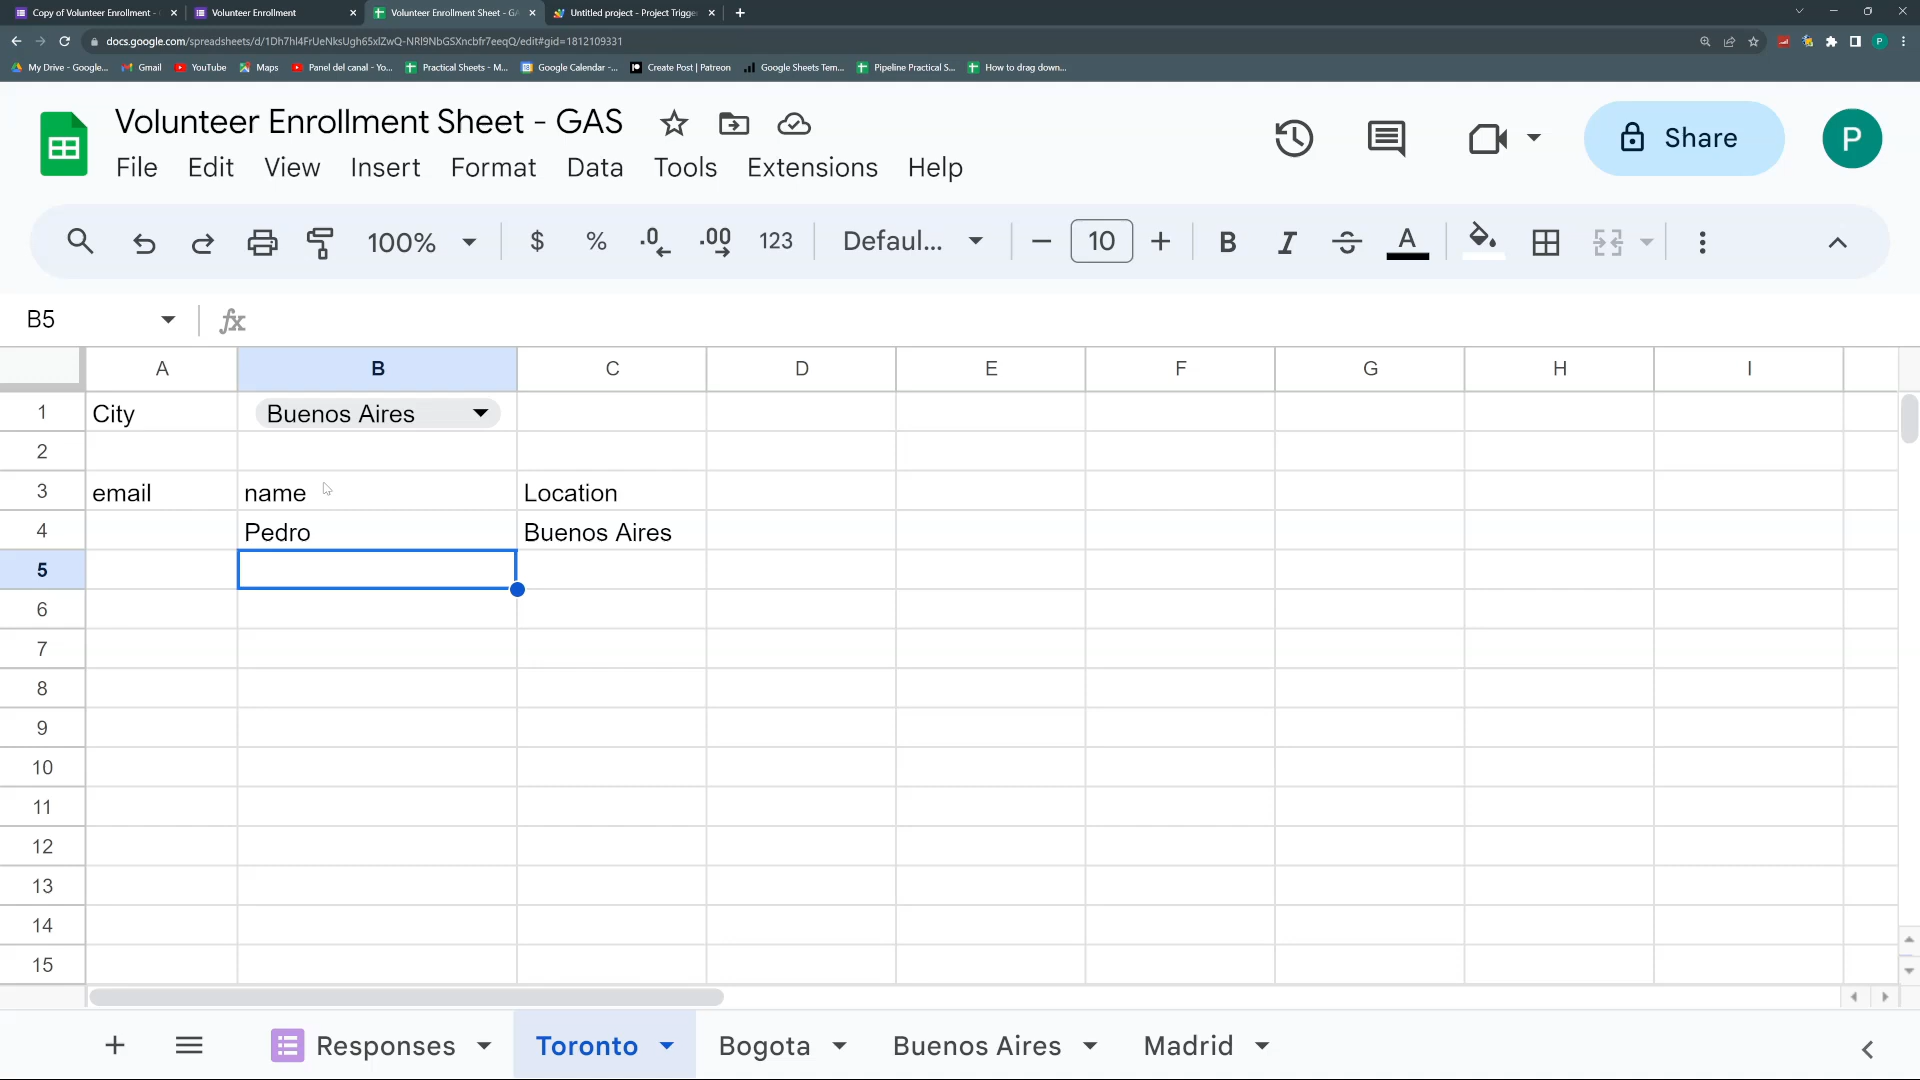 Copy of Volunteer Enrollment -
Volunteer Enrollment
Volunteer Enrollment Sheet - GA
Untitled project - Project Trigge
docs.google.com/spreadsheets/d/1Dh7hl4FrUeNksUgh65xlZwQ-NRI9NbGSXncbfr7eeqQ/edit#gid=1812109331
P
My Drive - Google...
Gmail
YouTube
Maps
Panel del canal - Yo...
Practical Sheets - M...
Google Calendar -...
Create Post | Patreon
Google Sheets Tem...
Pipeline Practical S...
How to drag down...
Volunteer Enrollment Sheet - GAS
Share
P
File Edit View Insert Format Data Tools Extensions Help
100% $ % .0 .00 123 Defaul... 10 B I A
B5 fx
A B C D E F G H I
1 City Buenos Aires
2
3 email name Location
4 Pedro Buenos Aires
5
6
7
8
9
10
11
12
13
14
15
Responses Toronto Bogota Buenos Aires Madrid